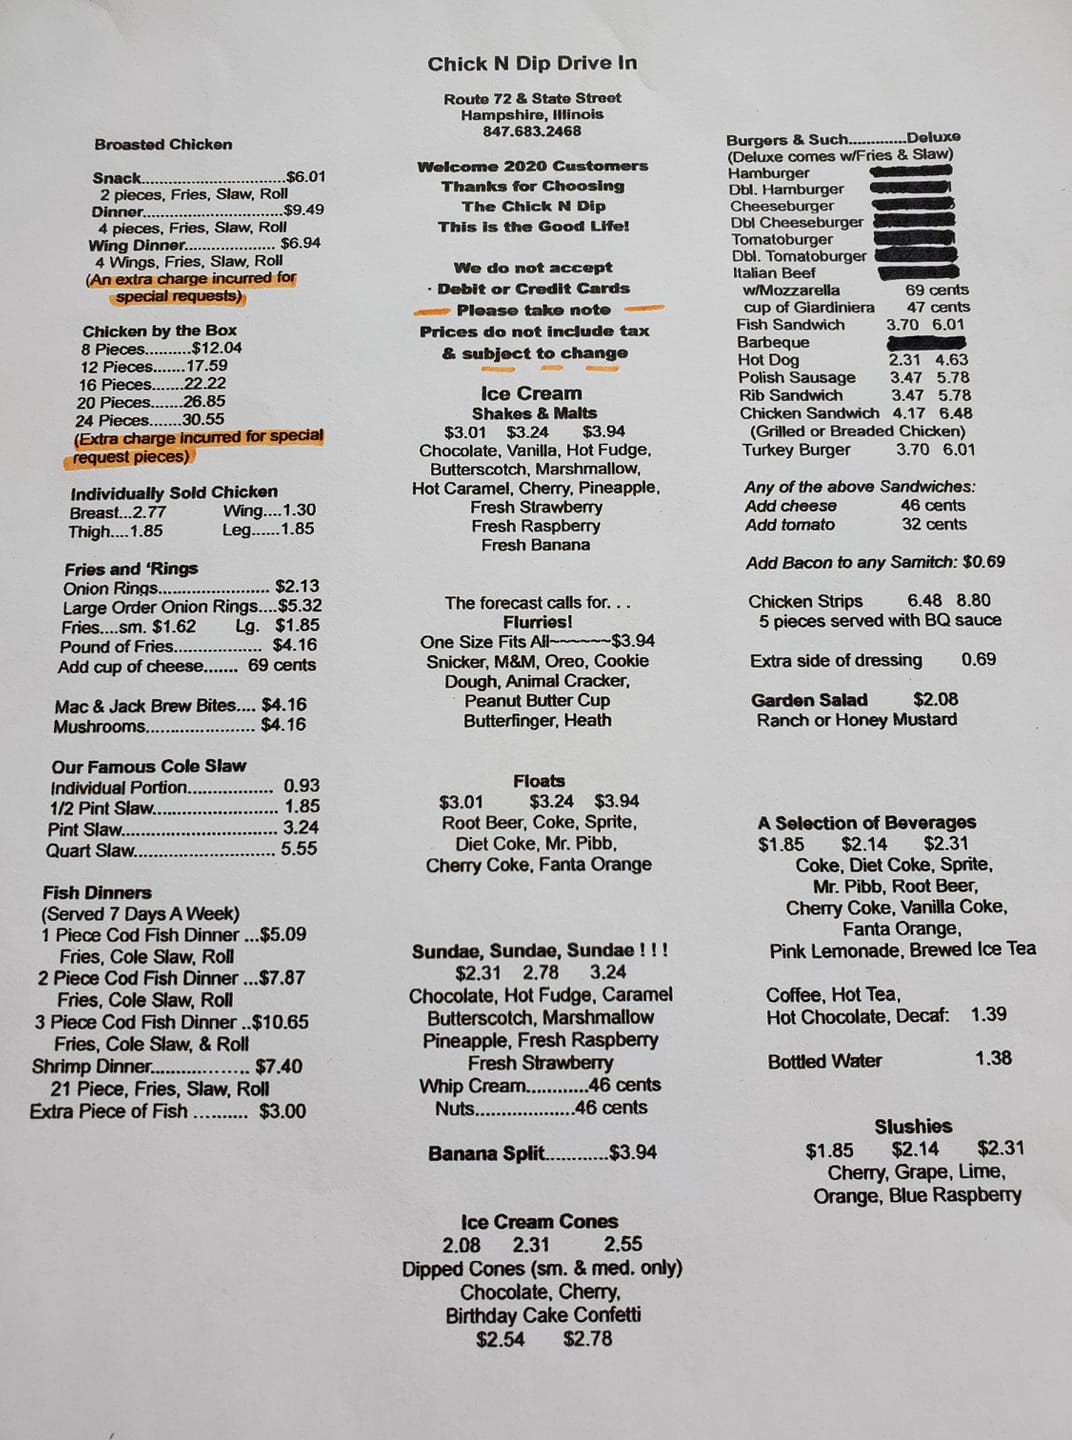 Chick N Dip Drive In
Route 72 & State Street
Hampshire, Illinois
847.683.2468
Broasted Chicken
Snack..............................$6.01
2 pieces, Fries, Slaw, Roll
Dinner.............................$9.49
4 pieces, Fries, Slaw, Roll
Wing Dinner................... $6.94
4 Wings, Fries, Slaw, Roll
(An extra charge incurred for
special requests)
Chicken by the Box
8 Pieces..........$12.04
12 Pieces.......17.59
16 Pieces.......22.22
20 Pieces.......26.85
24 Pieces.......30.55
(Extra charge incurred for special
request pieces)
Individually Sold Chicken
Breast...2.77 Wing....1.30
Thigh....1.85 Leg......1.85
Fries and ‘Rings
Onion Rings....................... $2.13
Large Order Onion Rings....$5.32
Fries....sm. $1.62 Lg. $1.85
Pound of Fries.................. $4.16
Add cup of cheese....... 69 cents
Mac & Jack Brew Bites.... $4.16
Mushrooms...................... $4.16
Our Famous Cole Slaw
Individual Portion................. 0.93
1/2 Pint Slaw......................... 1.85
Pint Slaw............................... 3.24
Quart Slaw............................ 5.55
Fish Dinners
(Served 7 Days A Week)
1 Piece Cod Fish Dinner ...$5.09
Fries, Cole Slaw, Roll
2 Piece Cod Fish Dinner ...$7.87
Fries, Cole Slaw, Roll
3 Piece Cod Fish Dinner ..$10.65
Fries, Cole Slaw, & Roll
Shrimp Dinner.................. $7.40
21 Piece, Fries, Slaw, Roll
Extra Piece of Fish .......... $3.00
Welcome 2020 Customers
Thanks for Choosing
The Chick N Dip
This is the Good Life!
We do not accept
Debit or Credit Cards
Please take note
Prices do not include tax
& subject to change
Ice Cream
Shakes & Malts
$3.01 $3.24 $3.94
Chocolate, Vanilla, Hot Fudge,
Butterscotch, Marshmallow,
Hot Caramel, Cherry, Pineapple,
Fresh Strawberry
Fresh Raspberry
Fresh Banana
The forecast calls for. . .
Flurries!
One Size Fits All~~~~~~$3.94
Snicker, M&M, Oreo, Cookie
Dough, Animal Cracker,
Peanut Butter Cup
Butterfinger, Heath
Floats
$3.01 $3.24 $3.94
Root Beer, Coke, Sprite,
Diet Coke, Mr. Pibb,
Cherry Coke, Fanta Orange
Sundae, Sundae, Sundae ! ! !
$2.31 2.78 3.24
Chocolate, Hot Fudge, Caramel
Butterscotch, Marshmallow
Pineapple, Fresh Raspberry
Fresh Strawberry
Whip Cream............46 cents
Nuts...................46 cents
Banana Split...........$3.94
Ice Cream Cones
2.08 2.31 2.55
Dipped Cones (sm. & med. only)
Chocolate, Cherry,
Birthday Cake Confetti
$2.54 $2.78
Burgers & Such.............Deluxe
(Deluxe comes w/Fries & Slaw)
Hamburger
Dbl. Hamburger
Cheeseburger
Dbl Cheeseburger
Tomatoburger
Dbl. Tomatoburger
Italian Beef
w/Mozzarella 69 cents
cup of Giardiniera 47 cents
Fish Sandwich 3.70 6.01
Barbeque
Hot Dog 2.31 4.63
Polish Sausage 3.47 5.78
Rib Sandwich 3.47 5.78
Chicken Sandwich 4.17 6.48
(Grilled or Breaded Chicken)
Turkey Burger 3.70 6.01
Any of the above Sandwiches:
Add cheese 46 cents
Add tomato 32 cents
Add Bacon to any Samitch: $0.69
Chicken Strips 6.48 8.80
5 pieces served with BQ sauce
Extra side of dressing 0.69
Garden Salad $2.08
Ranch or Honey Mustard
A Selection of Beverages
$1.85 $2.14 $2.31
Coke, Diet Coke, Sprite,
Mr. Pibb, Root Beer,
Cherry Coke, Vanilla Coke,
Fanta Orange,
Pink Lemonade, Brewed Ice Tea
Coffee, Hot Tea,
Hot Chocolate, Decaf: 1.39
Bottled Water 1.38
Slushies
$1.85 $2.14 $2.31
Cherry, Grape, Lime,
Orange, Blue Raspberry